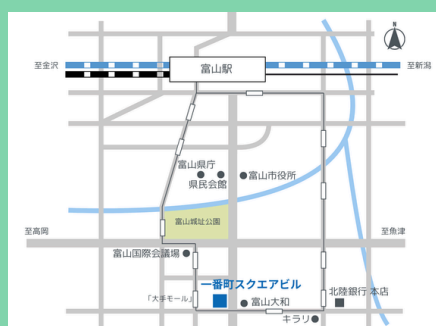 N
至金沢
富山駅
至新潟
富山県庁
県民会館
富山市役所
富山城址公園
至高岡
至魚津
富山国際会議場
一番町スクエアビル
「大手モール」
富山大和
北陸銀行 本店
キラリ